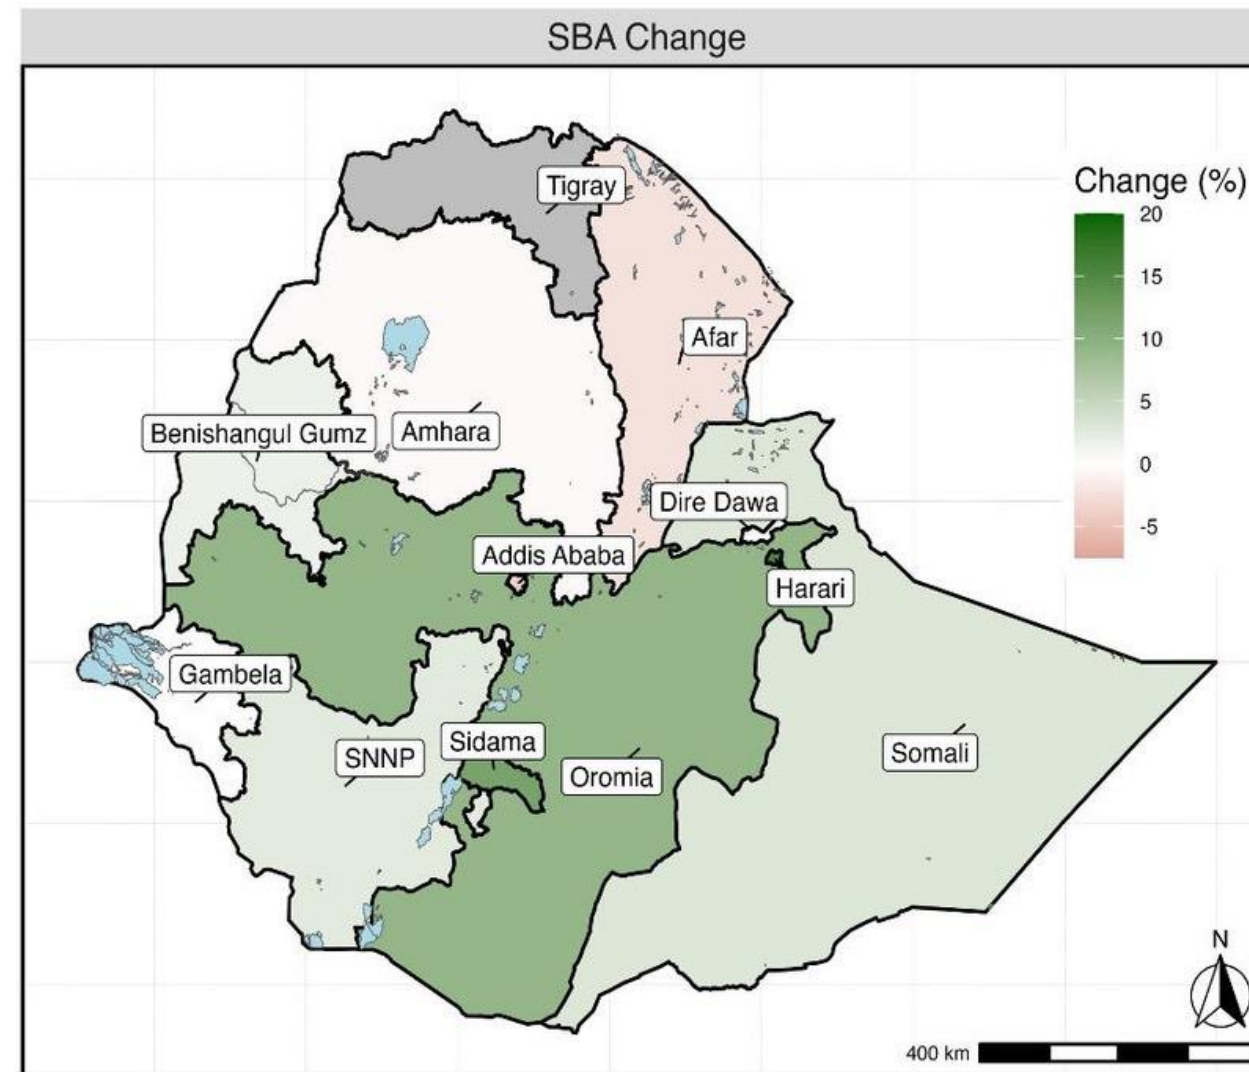 SBA Change
Tigray
Change (%)
20
15
10
5
0
-5
Afar
Benishangul Gumz
Amhara
Dire Dawa
Addis Ababa
Harari
Gambela
Sidama
SNNP
Oromia
Somali
N
400 km